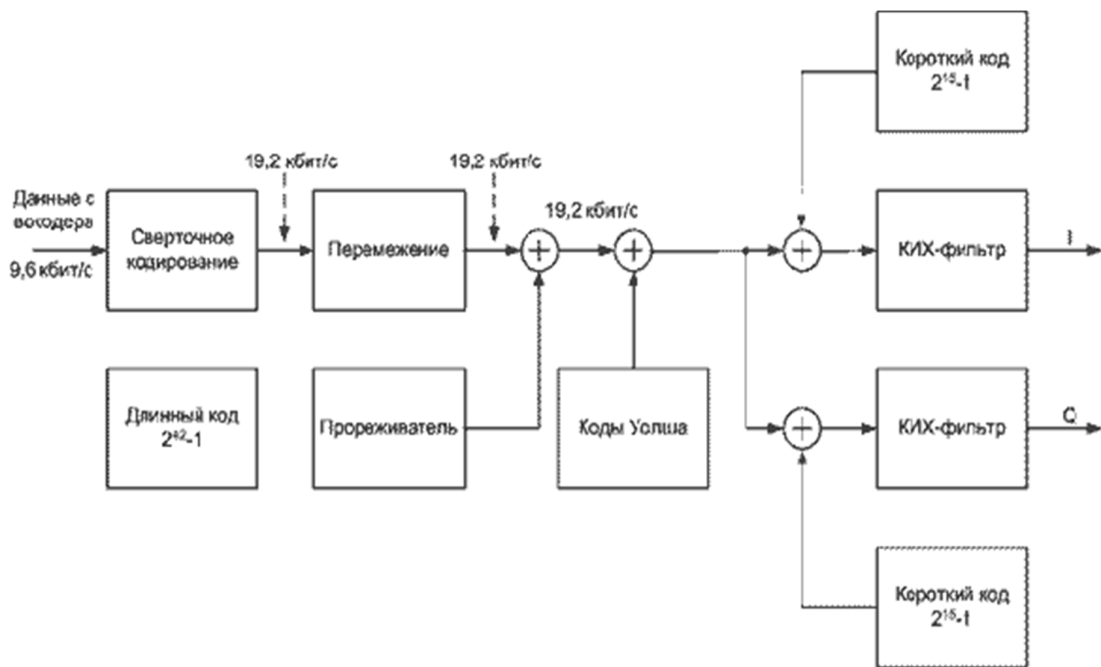 Короткий код
2¹⁵-1
19,2 кбит/с
19,2 кбит/с
Данные с
вокодера
19,2 кбит/с
9,6 кбит/с
Сверточное
кодирование
Перемежение
КИХ-фильтр
I
Длинный код
2⁴²-1
Прореживатель
Коды Уолша
КИХ-фильтр
Q
Короткий код
2¹⁵-1